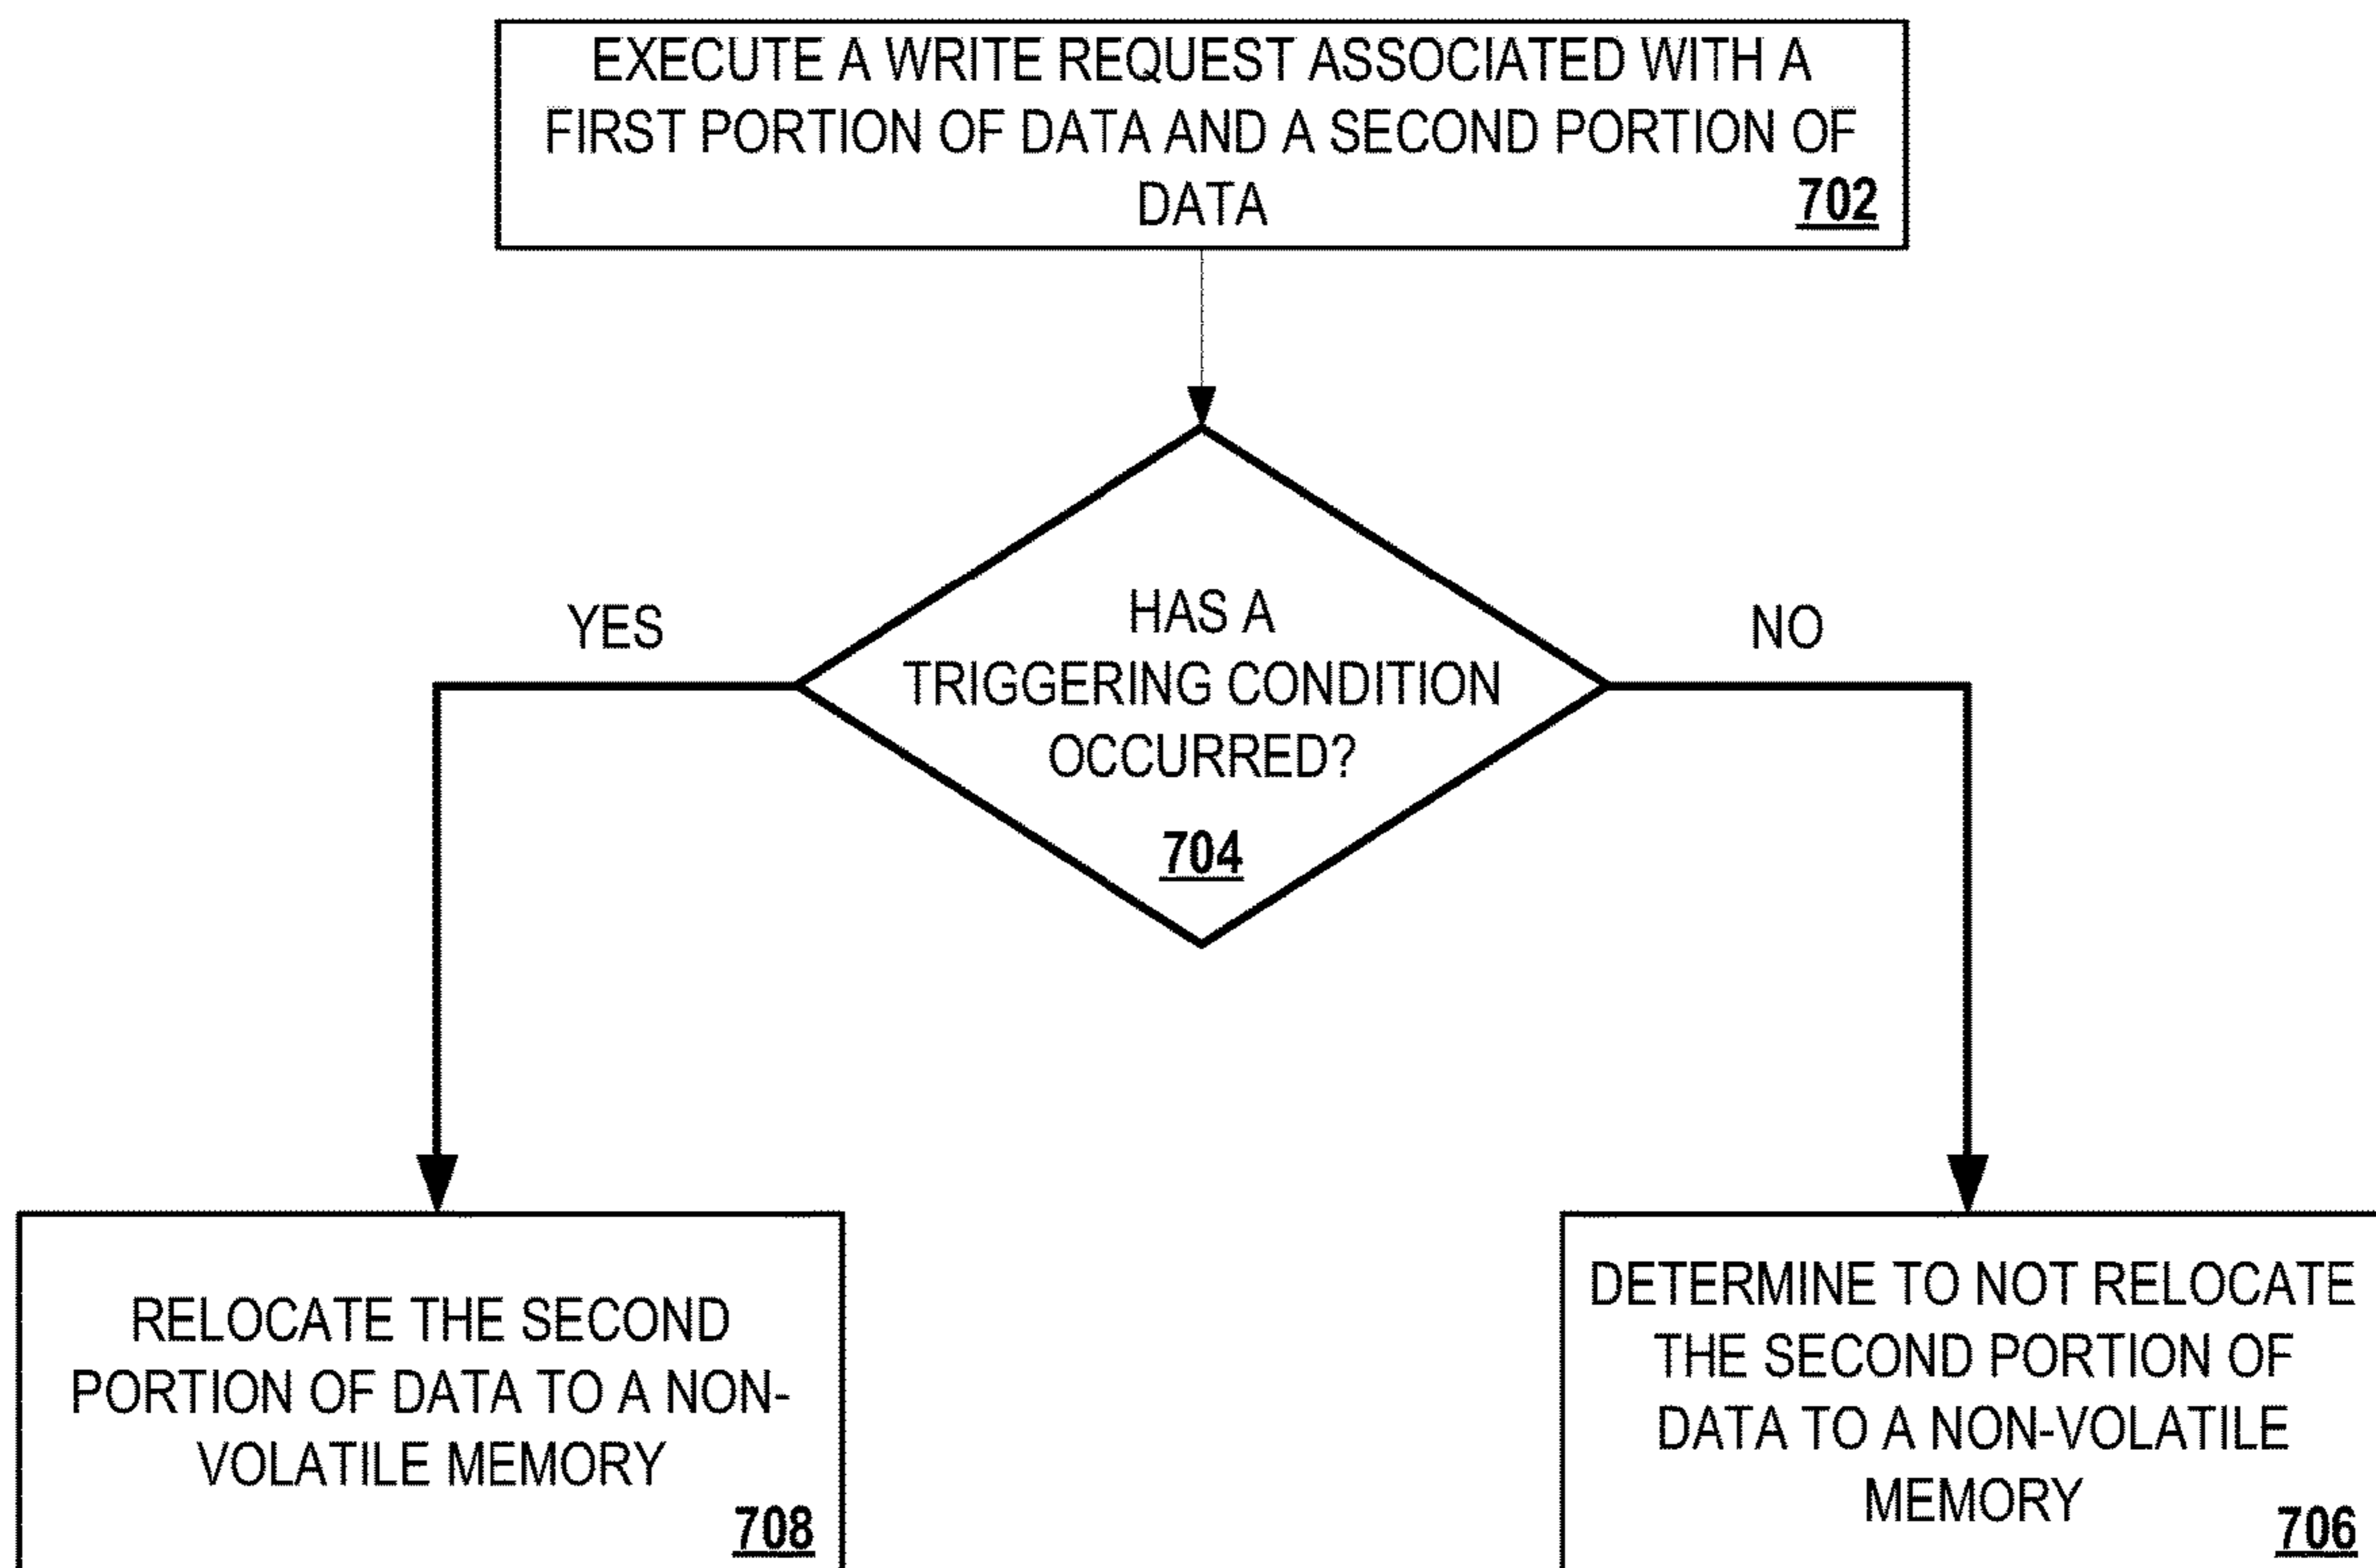 EXECUTE A WRITE REQUEST ASSOCIATED WITH A
FIRST PORTION OF DATA AND A SECOND PORTION OF
DATA
702
YES
NO
HAS A
TRIGGERING CONDITION
OCCURRED?
704
RELOCATE THE SECOND
PORTION OF DATA TO A NON-
VOLATILE MEMORY
708
DETERMINE TO NOT RELOCATE
THE SECOND PORTION OF
DATA TO A NON-VOLATILE
MEMORY
706